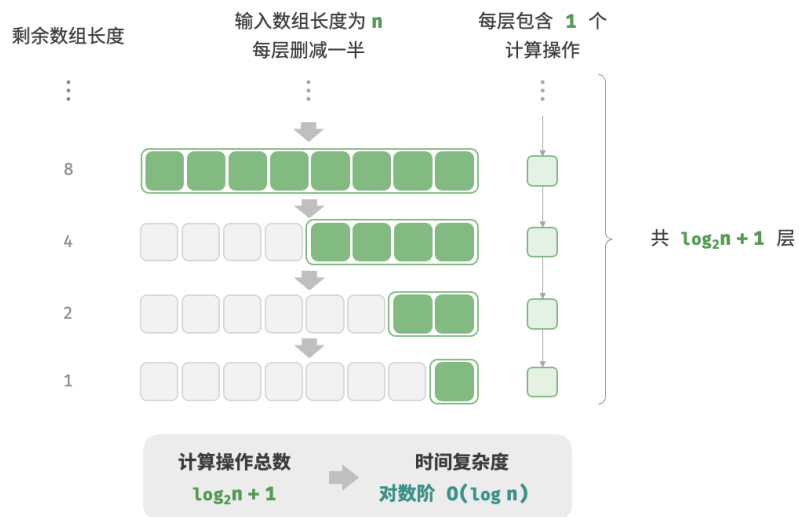 剩余数组长度
输入数组长度为 n
每层删减一半
每层包含 1 个
计算操作
8
4
2
1
共 log₂n + 1 层
计算操作总数
log₂n + 1
时间复杂度
对数阶 O(log n)